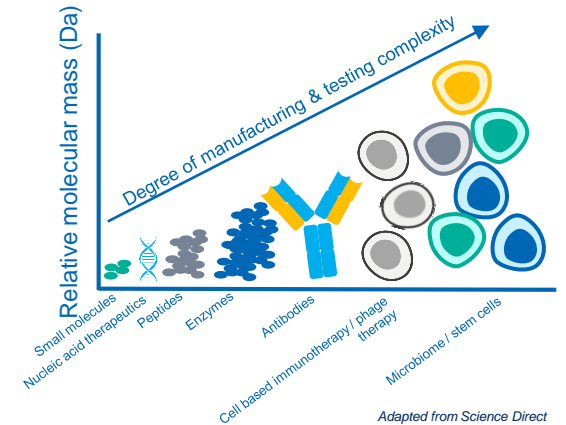 Relative molecular mass (Da)
Degree of manufacturing & testing complexity
Small molecules
Nucleic acid therapeutics
Peptides
Enzymes
Antibodies
Cell based immunotherapy / phage
therapy
Microbiome / stem cells
Adapted from Science Direct